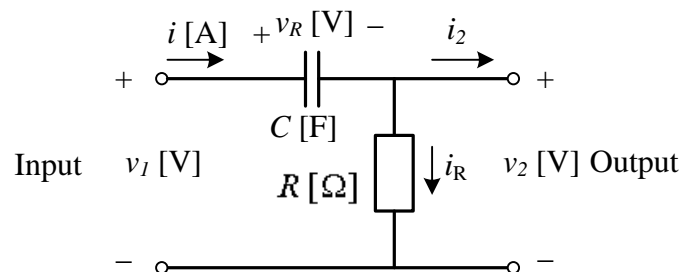 i [A] + v_R [V] – i_2
+ +
C [F]
Input v_1 [V] R [Ω] i_R v_2 [V] Output
– –